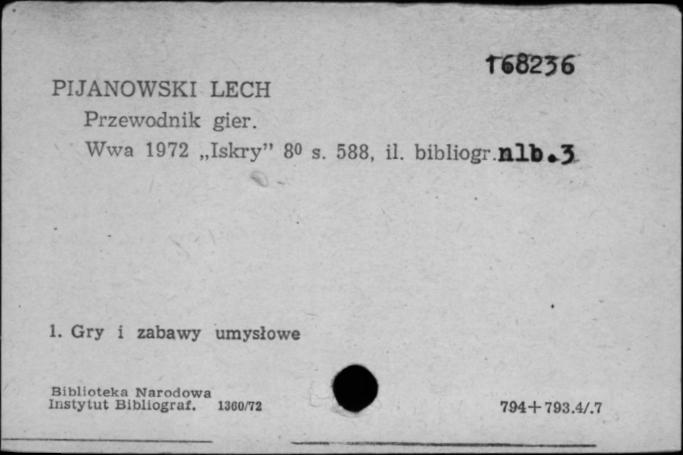 168236
PIJANOWSKI LECH
Przewodnik gier.
Wwa 1972 „Iskry” 8⁰ s. 588, il. bibliogr. nlb. 3
1. Gry i zabawy umysłowe
Biblioteka Narodowa
Instytut Bibliograf. 1360/72
794+793.4/.7